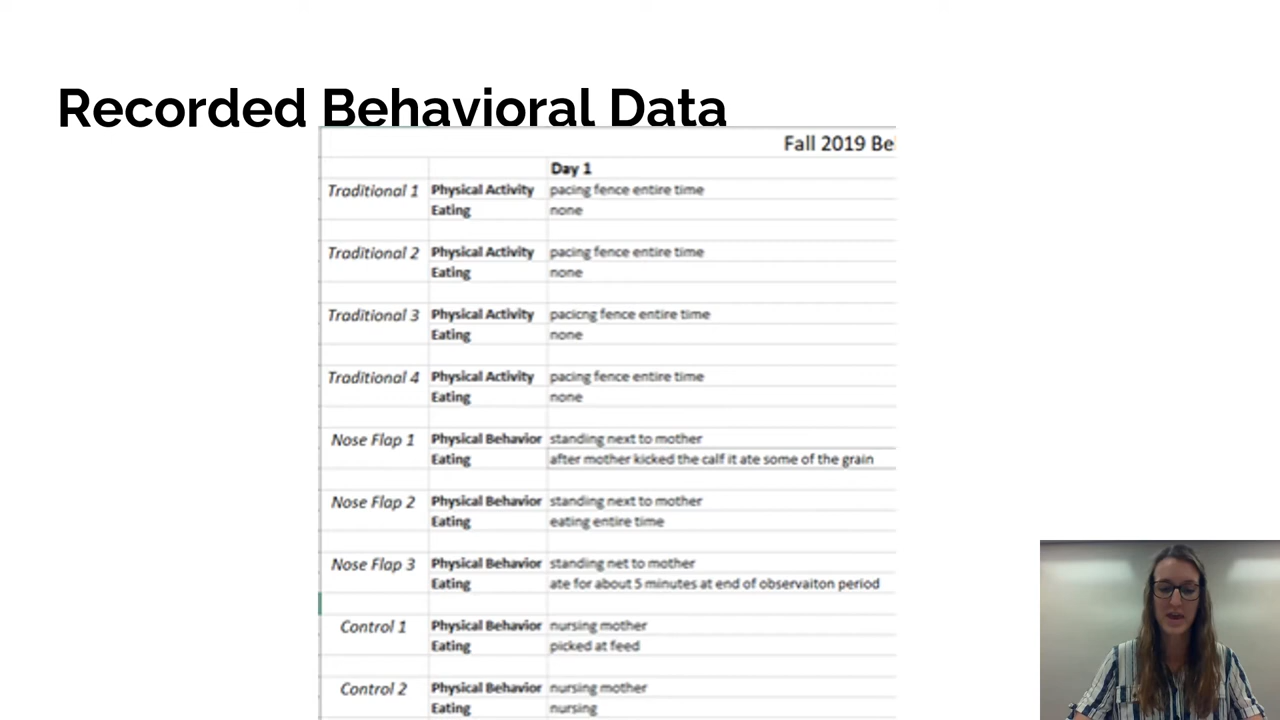 Recorded Behavioral Data
Fall 2019 Be
Day 1
Traditional 1 Physical Activity pacing fence entire time
Eating none
Traditional 2 Physical Activity pacing fence entire time
Eating none
Traditional 3 Physical Activity pacicng fence entire time
Eating none
Traditional 4 Physical Activity pacing fence entire time
Eating none
Nose Flap 1 Physical Behavior standing next to mother
Eating after mother kicked the calf it ate some of the grain
Nose Flap 2 Physical Behavior standing next to mother
Eating eating entire time
Nose Flap 3 Physical Behavior standing net to mother
Eating ate for about 5 minutes at end of observaiton period
Control 1 Physical Behavior nursing mother
Eating picked at feed
Control 2 Physical Behavior nursing mother
Eating nursing